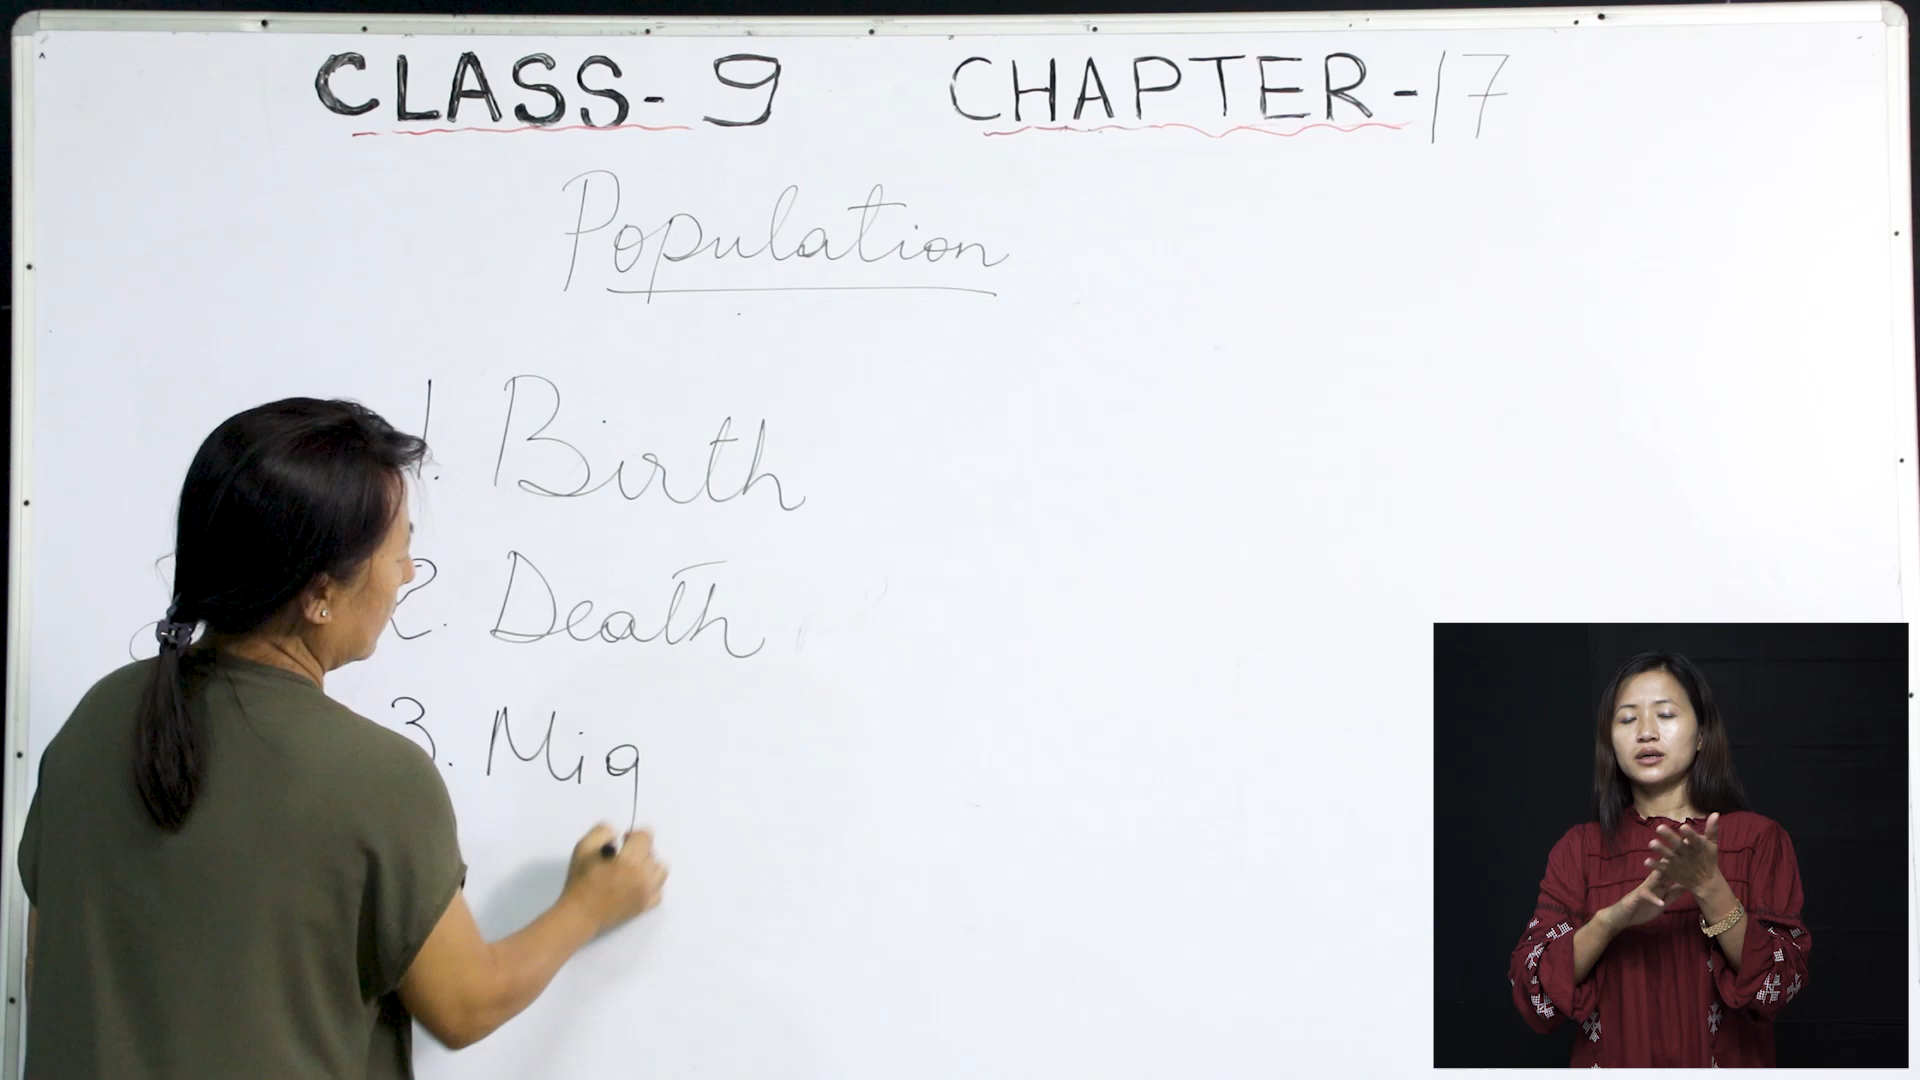 CLASS- 9 CHAPTER-17
Population
1. Birth
2. Death
3. Mig